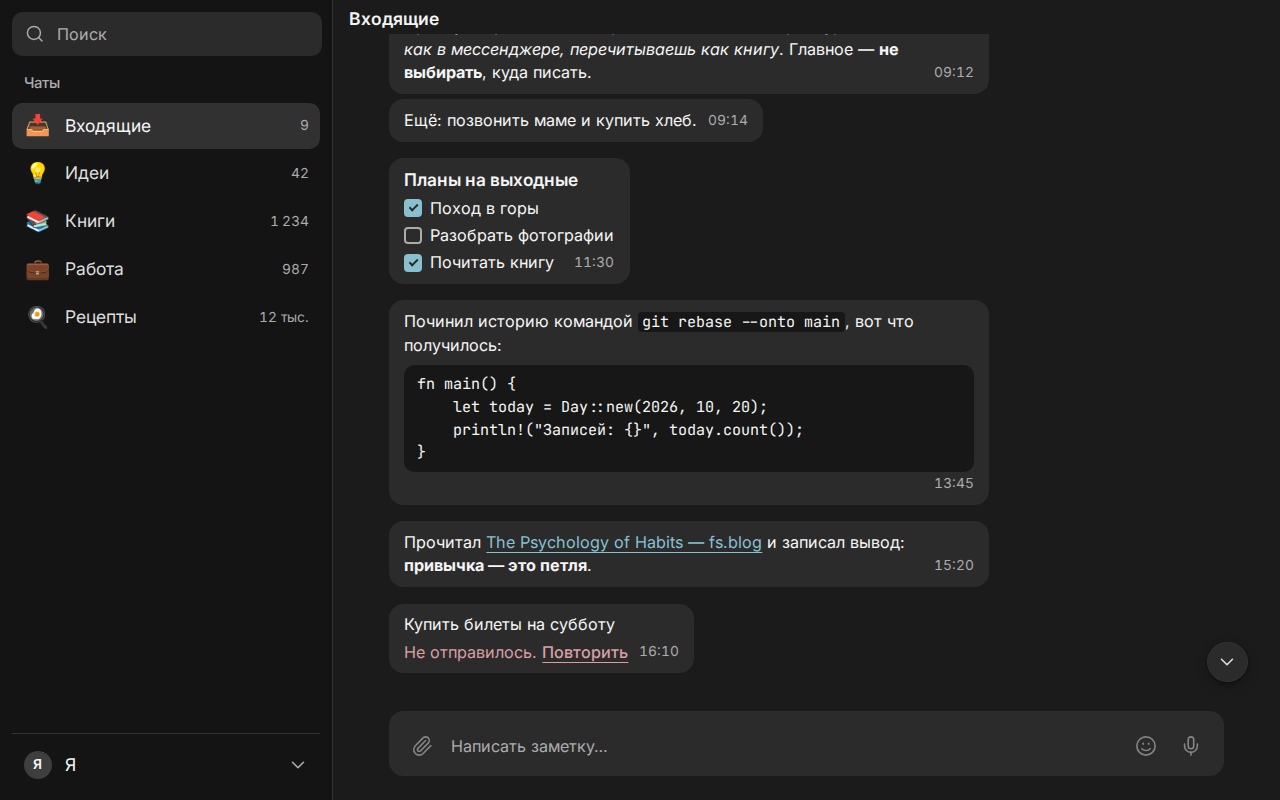 Поиск
Чаты
Входящие 9
Идеи 42
Книги 1 234
Работа 987
Рецепты 12 тыс.
Я Я
Входящие
как в мессенджере, перечитываешь как книгу. Главное — не
выбирать, куда писать. 09:12
Ещё: позвонить маме и купить хлеб. 09:14
Планы на выходные
Поход в горы
Разобрать фотографии
Почитать книгу 11:30
Починил историю командой git rebase --onto main, вот что
получилось:
fn main() {
    let today = Day::new(2026, 10, 20);
    println!("Записей: {}", today.count());
}
13:45
Прочитал The Psychology of Habits — fs.blog и записал вывод:
привычка — это петля. 15:20
Купить билеты на субботу
Не отправилось. Повторить 16:10
Написать заметку...